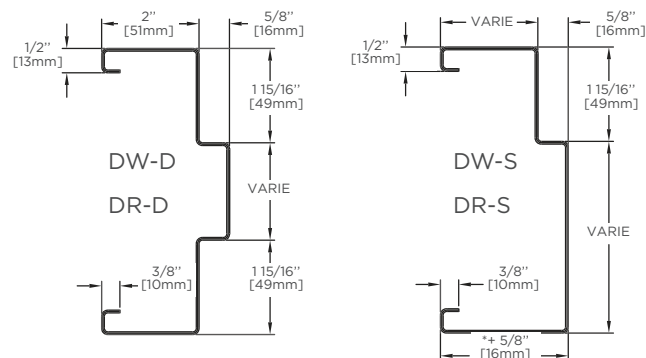 2’’
[51mm]
5/8’’
[16mm]
1/2’’
[13mm]
1 15/16’’
[49mm]
DW-D
DR-D
VARIE
3/8’’
[10mm]
1 15/16’’
[49mm]
VARIE
5/8’’
[16mm]
1/2’’
[13mm]
1 15/16’’
[49mm]
DW-S
DR-S
VARIE
3/8’’
[10mm]
*+ 5/8’’
[16mm]